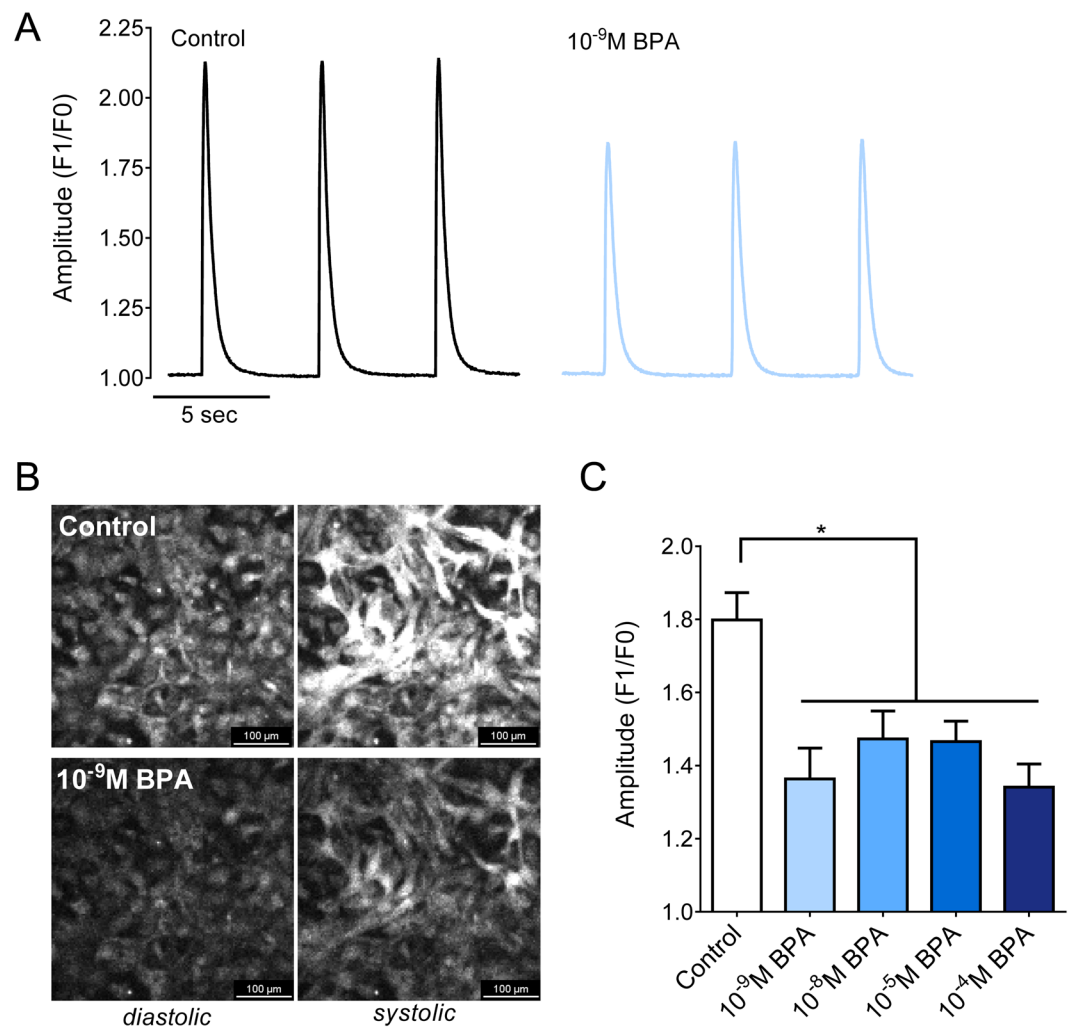 A
Control
10⁻⁹M BPA
Amplitude (F1/F0)
2.25
2.00
1.75
1.50
1.25
1.00
5 sec
B
Control
100 µm
100 µm
10⁻⁹M BPA
100 µm
100 µm
diastolic
systolic
C
*
Amplitude (F1/F0)
2.0
1.8
1.6
1.4
1.2
1.0
Control
10⁻⁹M BPA
10⁻⁸M BPA
10⁻⁵M BPA
10⁻⁴M BPA